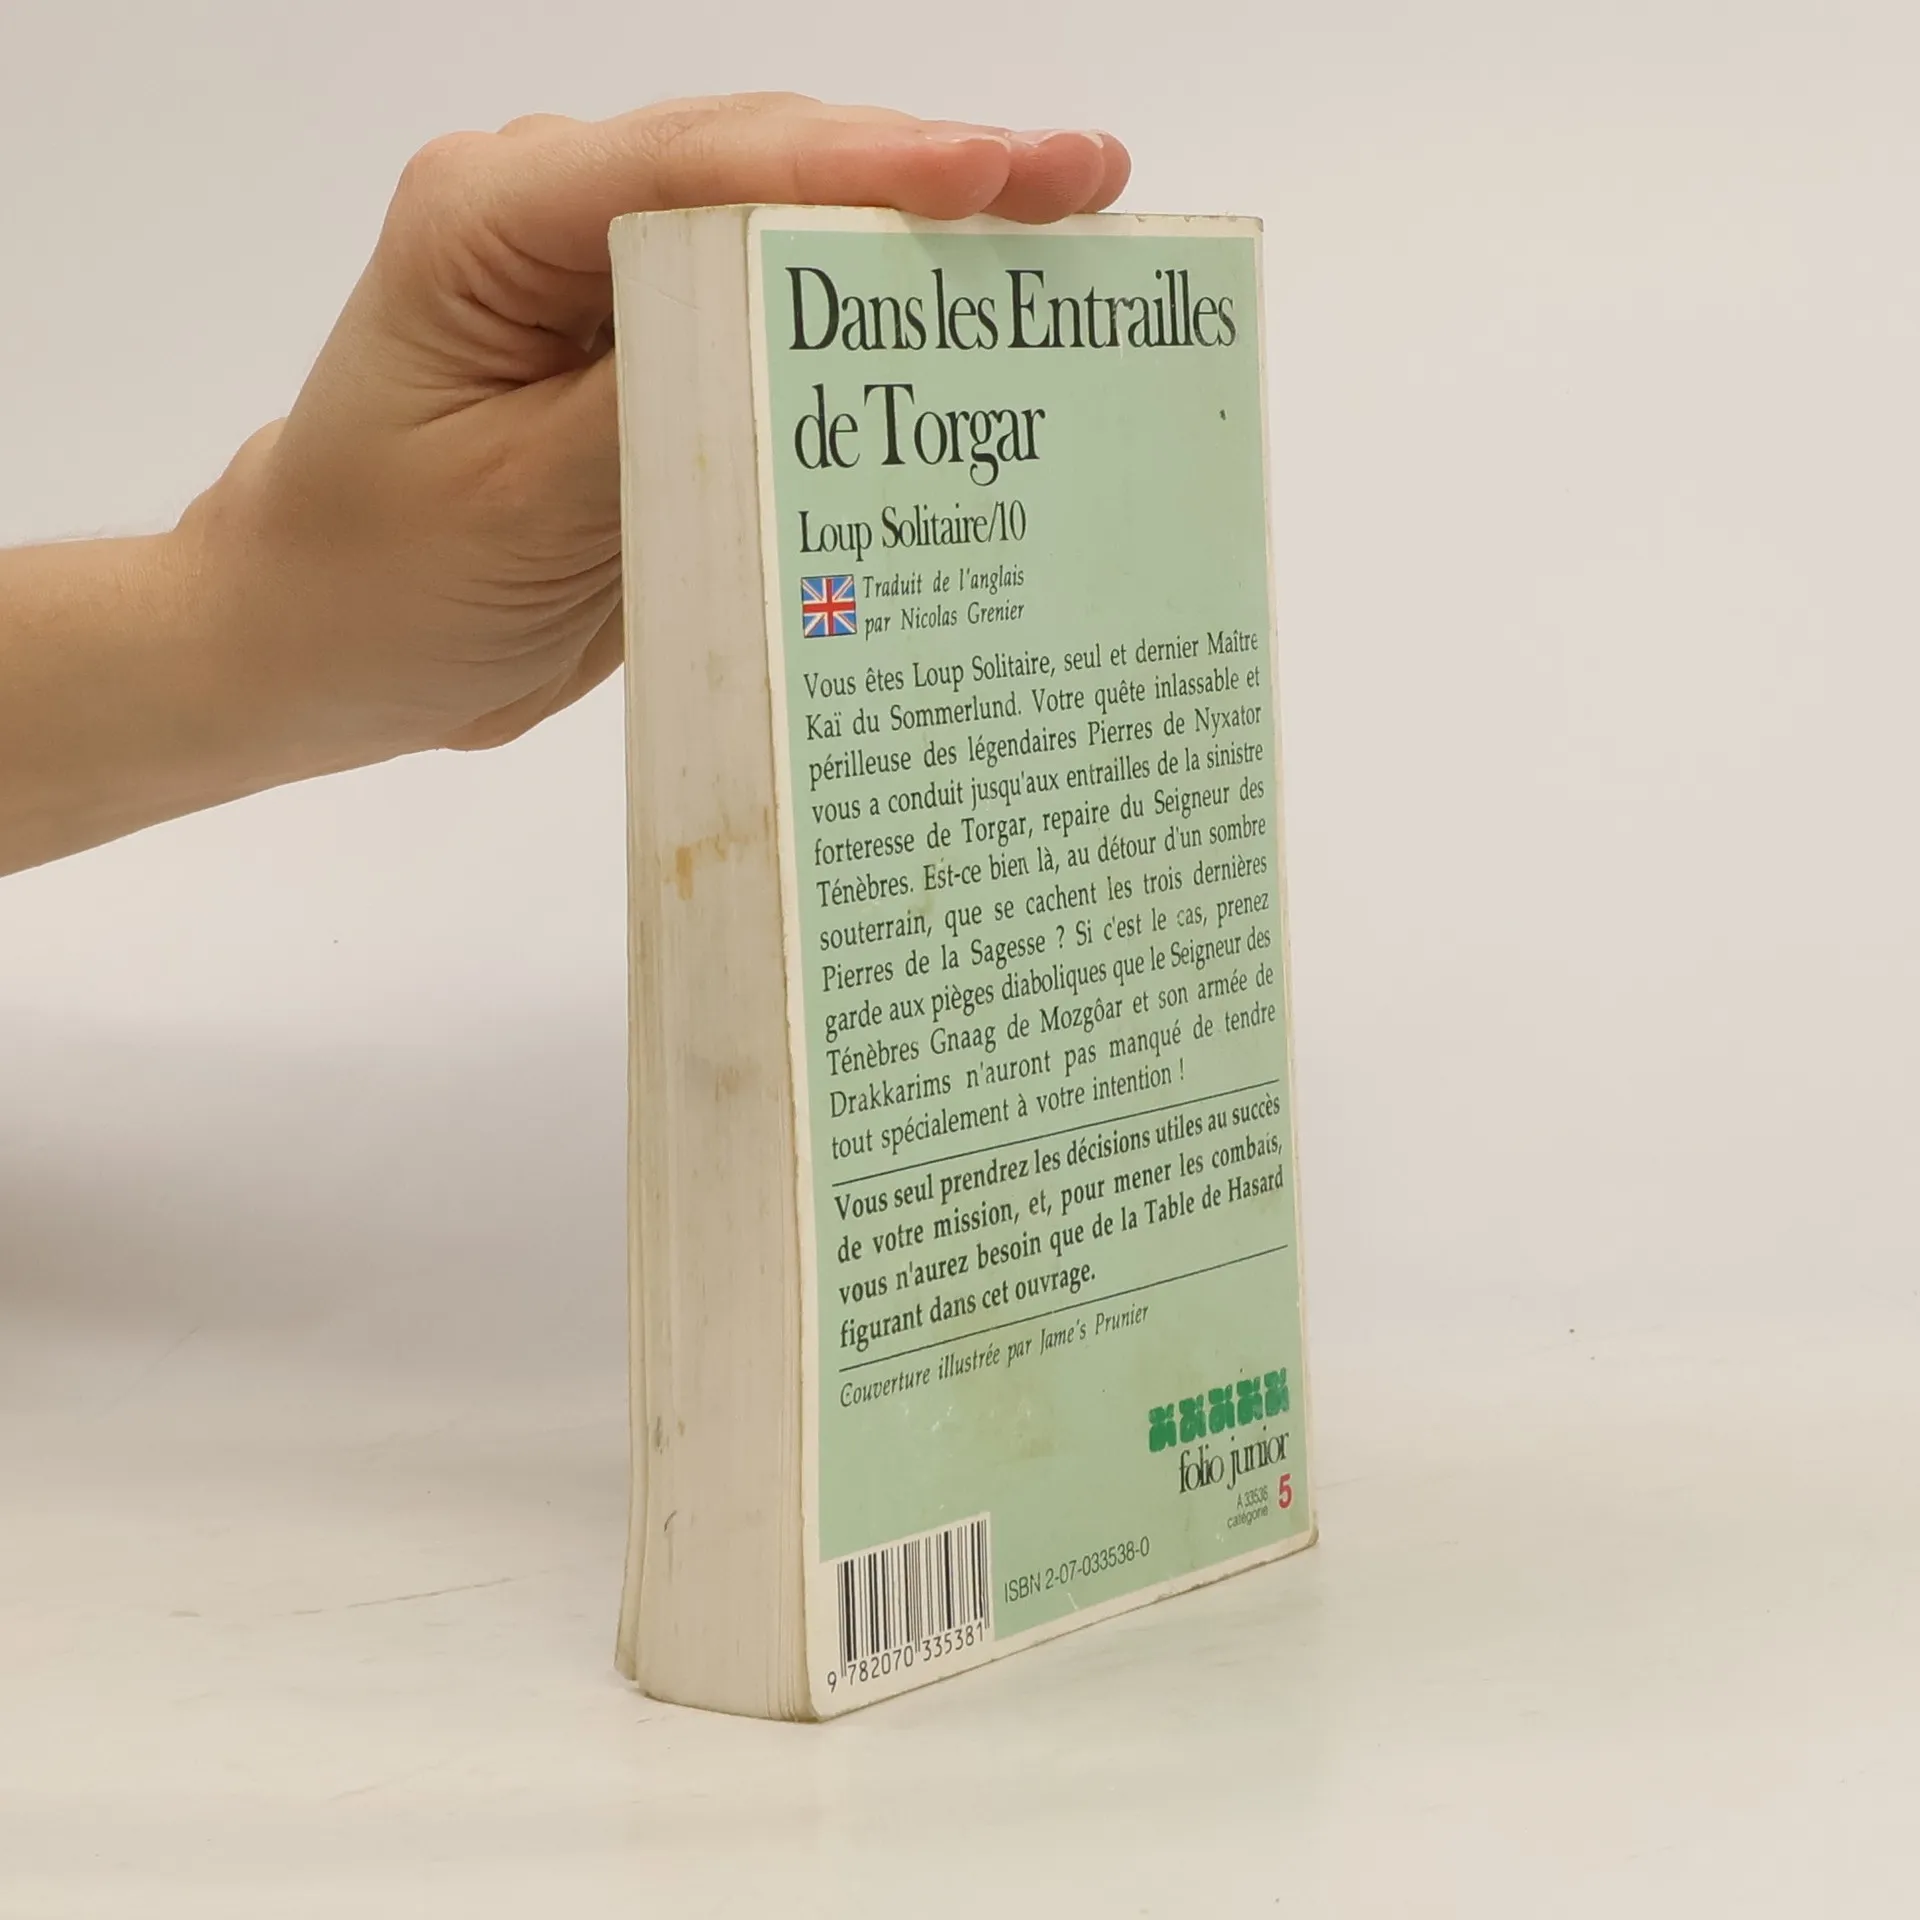 Dans les Entrailles
de Torgar
Loup Solitaire/10
Traduit de l'anglais
par Nicolas Grenier
Vous êtes Loup Solitaire, seul et dernier Maître
Kaï du Sommerlund. Votre quête inlassable et
périlleuse des légendaires Pierres de Nyxator
vous a conduit jusqu'aux entrailles de la sinistre
forteresse de Torgar, repaire du Seigneur des
Ténèbres. Est-ce bien là, au détour d'un sombre
souterrain, que se cachent les trois dernières
Pierres de la Sagesse ? Si c'est le cas, prenez
garde aux pièges diaboliques que le Seigneur des
Ténèbres Gnaag de Mozgôar et son armée de
Drakkarims n'auront pas manqué de tendre
tout spécialement à votre intention !
Vous seul prendrez les décisions utiles au succès
de votre mission, et, pour mener les combats,
vous n'aurez besoin que de la Table de Hasard
figurant dans cet ouvrage.
Couverture illustrée par Jame's Prunier
folio junior
A 33538
catégorie 5
ISBN 2-07-033538-0
9 782070 335381